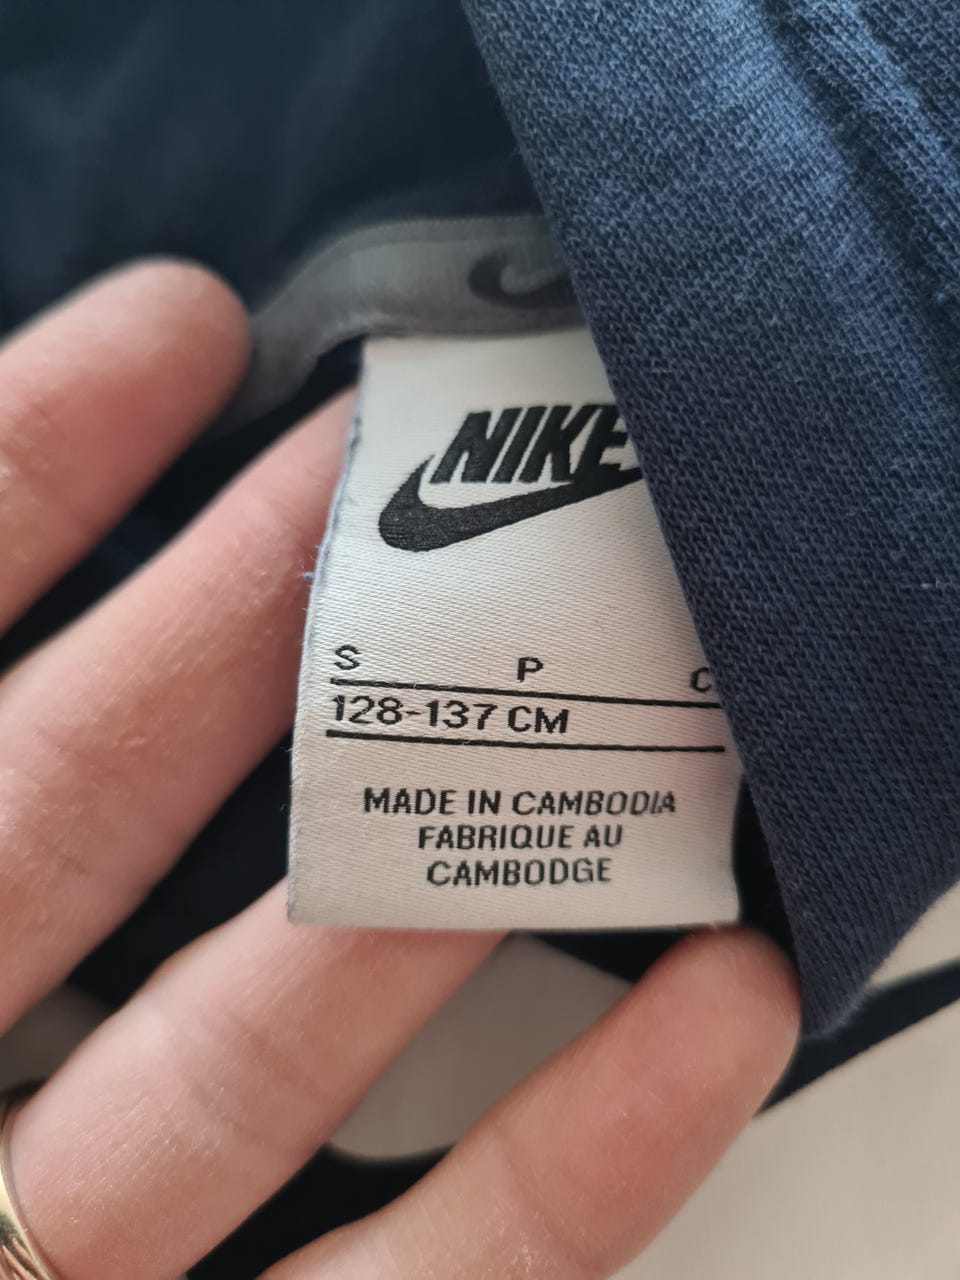 NIKE
S P C
128-137 CM
MADE IN CAMBODIA
FABRIQUE AU
CAMBODGE